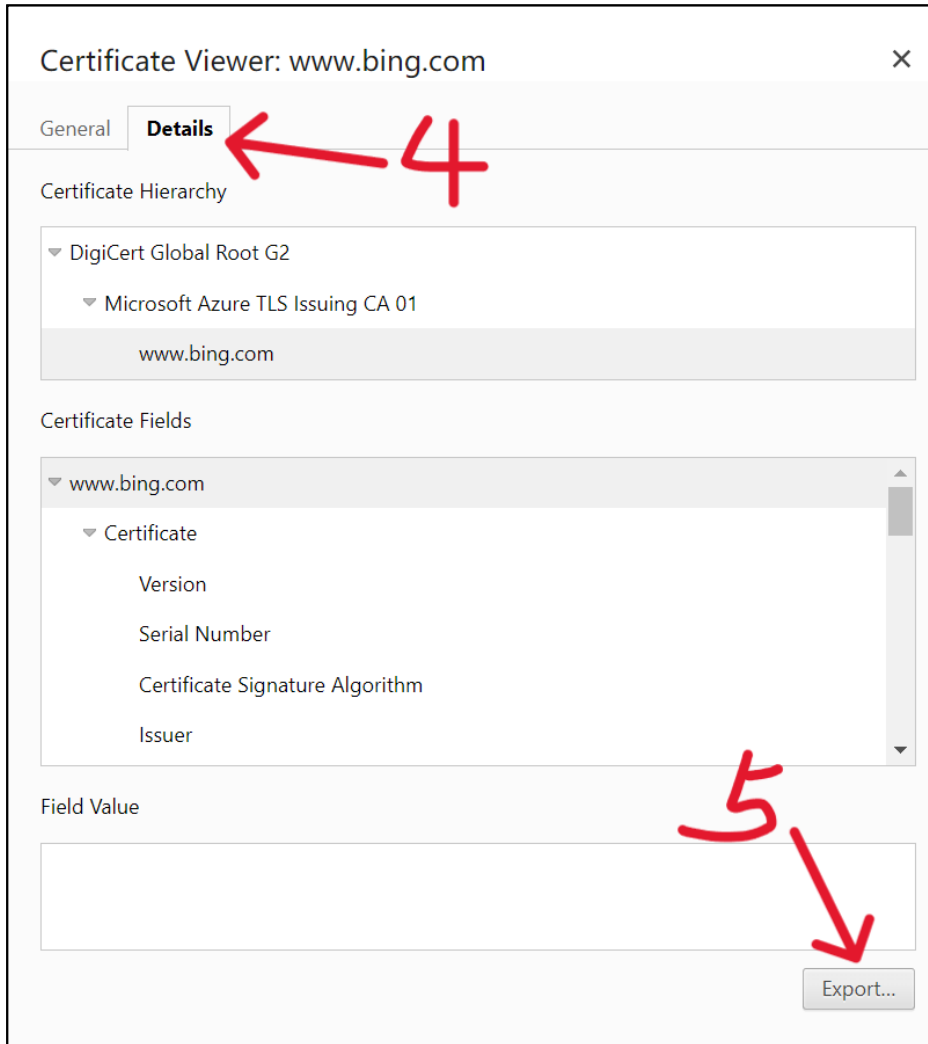 Certificate Viewer: www.bing.com
General Details
4
Certificate Hierarchy
DigiCert Global Root G2
Microsoft Azure TLS Issuing CA 01
www.bing.com
Certificate Fields
www.bing.com
Certificate
Version
Serial Number
Certificate Signature Algorithm
Issuer
5
Field Value
Export...